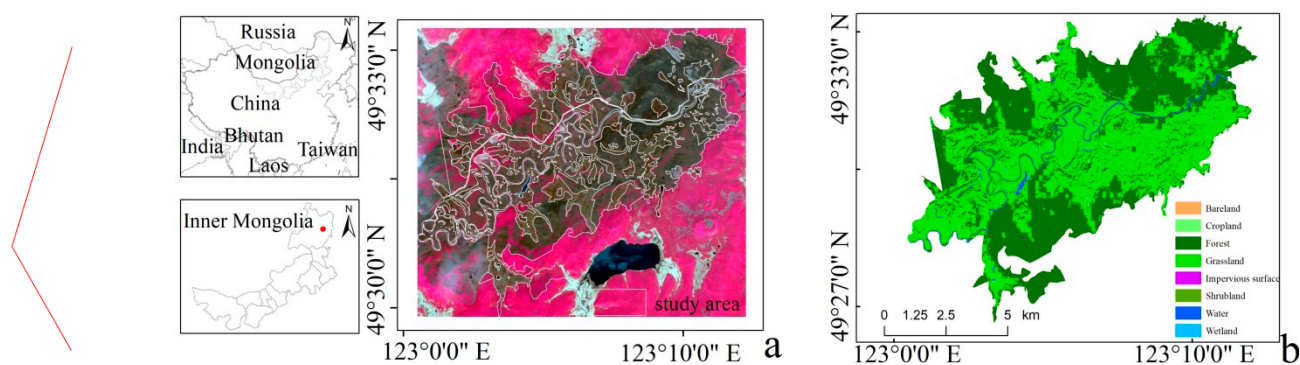 N
Russia
Mongolia
China
Bhutan
India
Taiwan
Laos
Inner Mongolia
N
49°33'0" N
49°30'0" N
study area
123°0'0" E
123°10'0" E
a
49°33'0" N
49°27'0" N
Bareland
Cropland
Forest
Grassland
Impervious surface
Shrubland
Water
Wetland
0 1.25 2.5 5 km
123°0'0" E
123°10'0" E
b